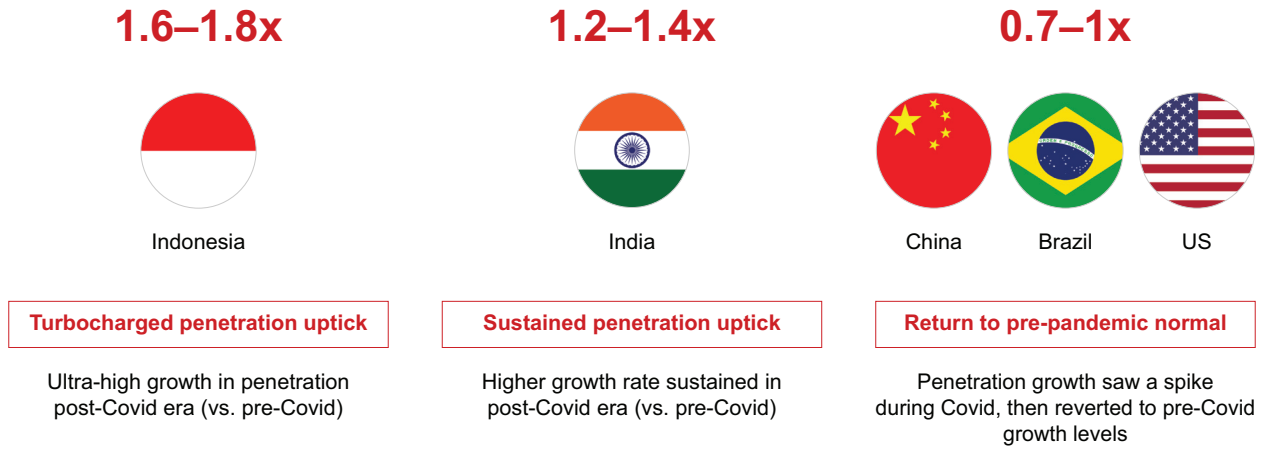 1.6–1.8x
1.2–1.4x
0.7–1x
Indonesia
India
China
Brazil
US
Turbocharged penetration uptick
Sustained penetration uptick
Return to pre-pandemic normal
Ultra-high growth in penetration
post-Covid era (vs. pre-Covid)
Higher growth rate sustained in
post-Covid era (vs. pre-Covid)
Penetration growth saw a spike
during Covid, then reverted to pre-Covid
growth levels